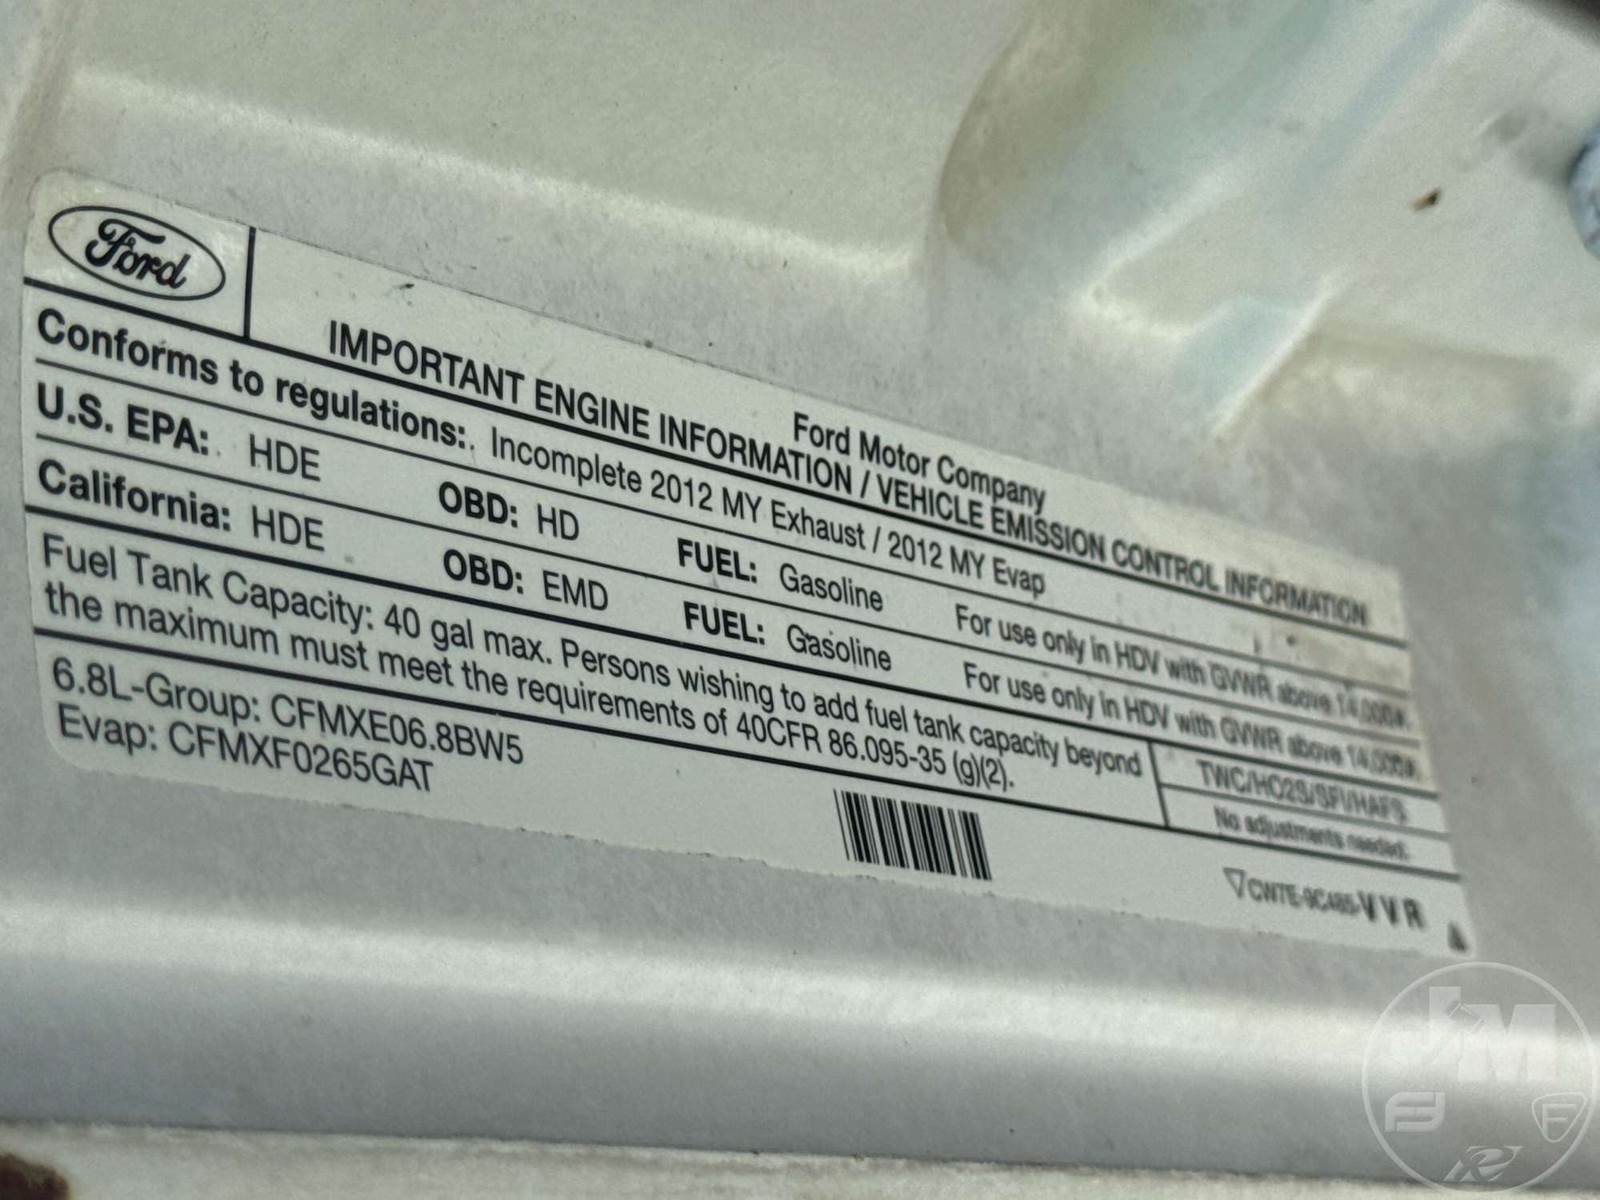 Ford
Ford Motor Company
IMPORTANT ENGINE INFORMATION / VEHICLE EMISSION CONTROL INFORMATION
Conforms to regulations: Incomplete 2012 MY Exhaust / 2012 MY Evap
U.S. EPA: HDE OBD: HD FUEL: Gasoline For use only in HDV with GVWR above 14,000#.
California: HDE OBD: EMD FUEL: Gasoline For use only in HDV with GVWR above 14,000#.
Fuel Tank Capacity: 40 gal max. Persons wishing to add fuel tank capacity beyond
the maximum must meet the requirements of 40CFR 86.095-35 (g)(2).
TWC/HO2S/SFI/HAFS
No adjustments needed.
6.8L-Group: CFMXE06.8BW5
Evap: CFMXF0265GAT
CW7E-9C485-VVR
JM